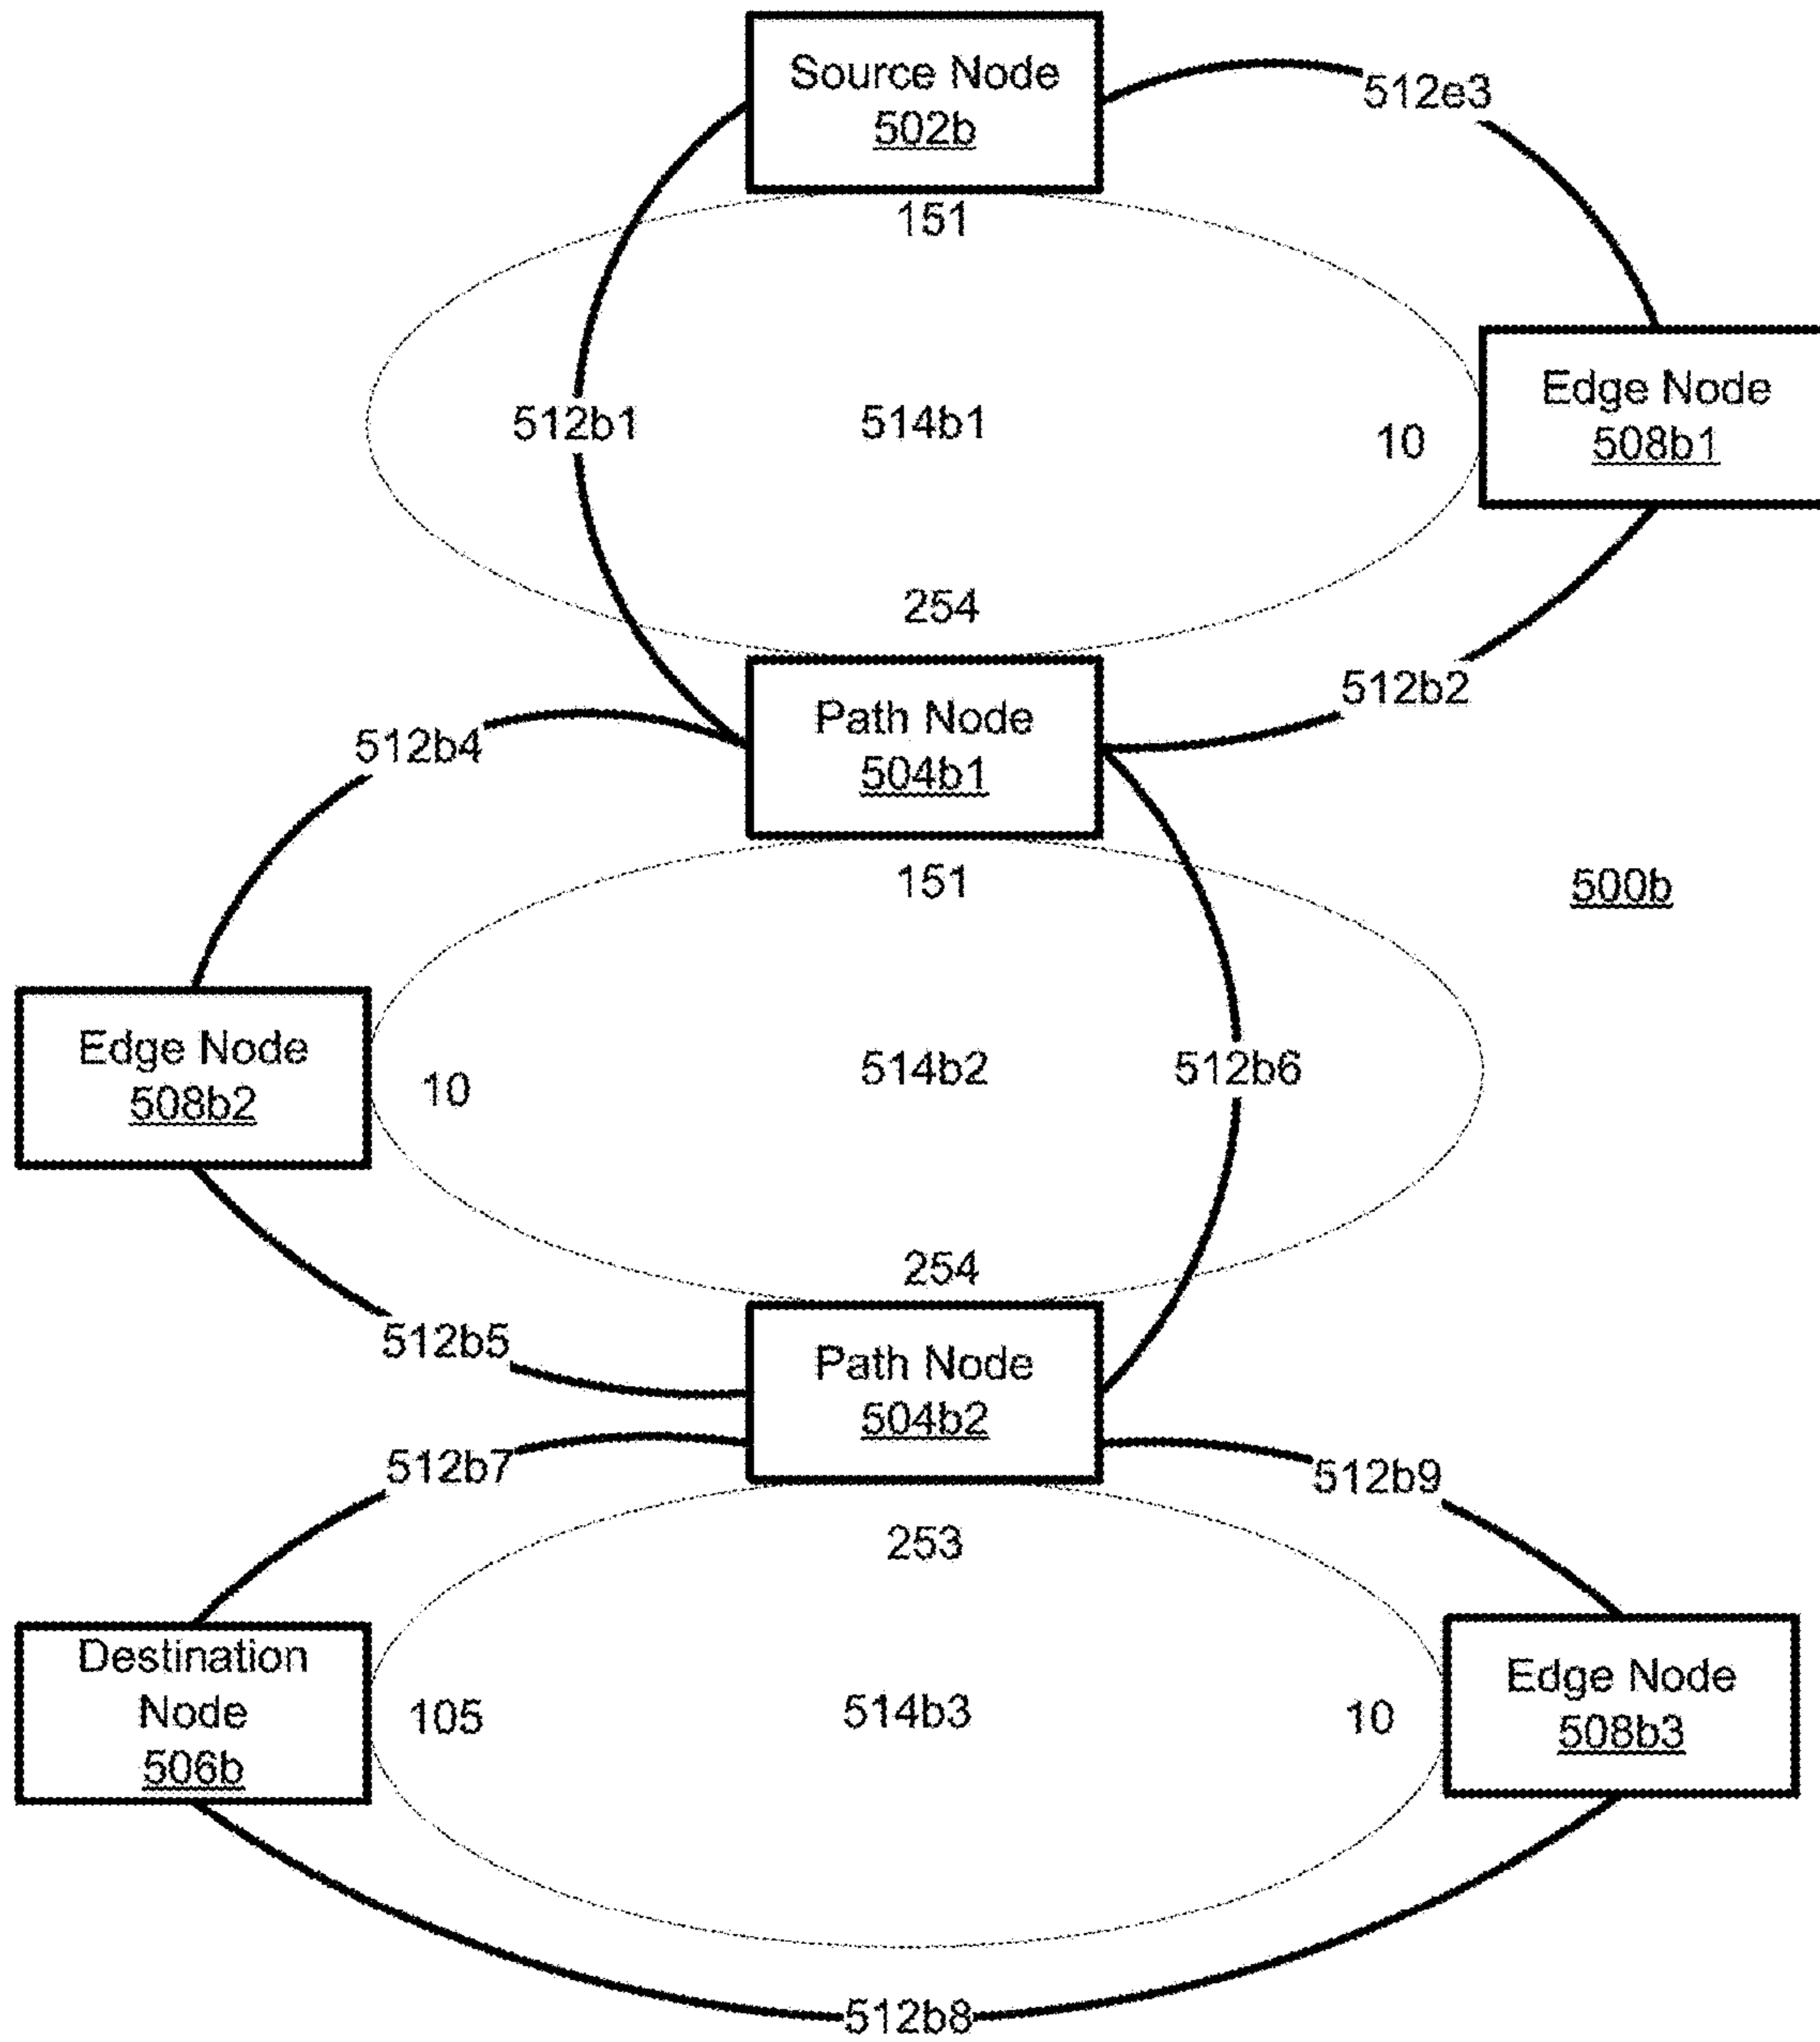 Source Node
502b
512e3
151
Edge Node
508b1
512b1
514b1
10
254
512b2
Path Node
504b1
512b4
151
500b
Edge Node
508b2
10
514b2
512b6
254
512b5
Path Node
504b2
512b7
512b9
253
Destination
Node
506b
105
514b3
10
Edge Node
508b3
512b8